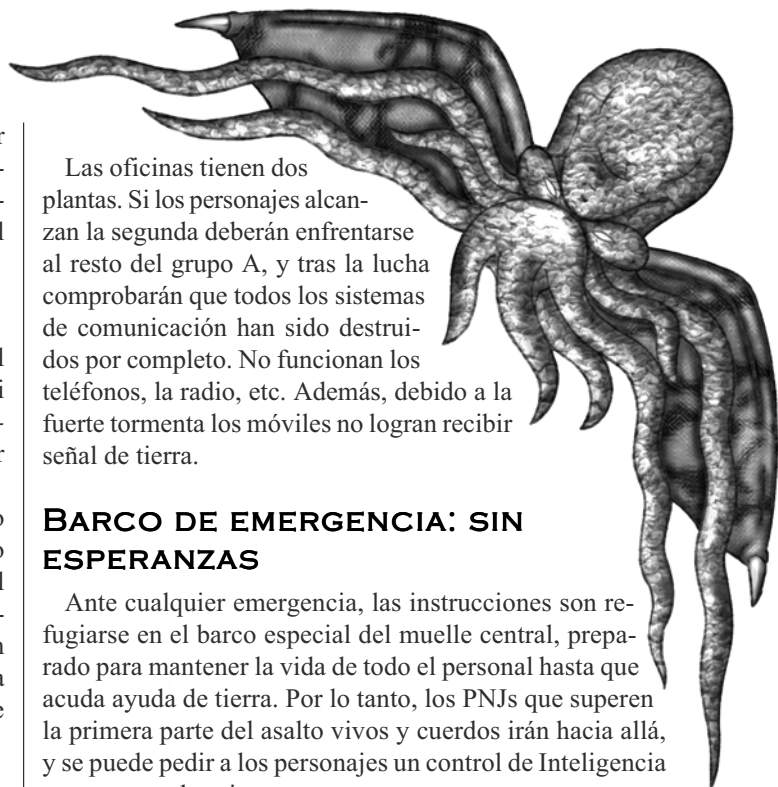 Las oficinas tienen dos
plantas. Si los personajes alcan-
zan la segunda deberán enfrentarse
al resto del grupo A, y tras la lucha
comprobarán que todos los sistemas
de comunicación han sido destrui-
dos por completo. No funcionan los
teléfonos, la radio, etc. Además, debido a la
fuerte tormenta los móviles no logran recibir
señal de tierra.
BARCO DE EMERGENCIA: SIN
ESPERANZAS
Ante cualquier emergencia, las instrucciones son re-
fugiarse en el barco especial del muelle central, prepa-
rado para mantener la vida de todo el personal hasta que
acuda ayuda de tierra. Por lo tanto, los PNJs que superen
la primera parte del asalto vivos y cuerdos irán hacia allá,
y se puede pedir a los personajes un control de Inteligencia